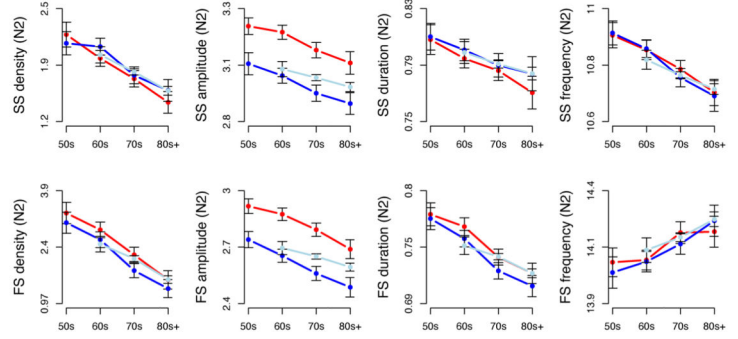 SS density (N2)
2.5
1.9
1.2
50s 60s 70s 80s+
SS amplitude (N2)
3.3
3.1
2.8
50s 60s 70s 80s+
SS duration (N2)
0.83
0.79
0.75
50s 60s 70s 80s+
SS frequency (N2)
11
10.8
10.6
50s 60s 70s 80s+
FS density (N2)
3.9
2.4
0.97
50s 60s 70s 80s+
FS amplitude (N2)
3
2.7
2.4
50s 60s 70s 80s+
FS duration (N2)
0.8
0.75
0.69
50s 60s 70s 80s+
FS frequency (N2)
14.4
14.1
13.9
50s 60s 70s 80s+